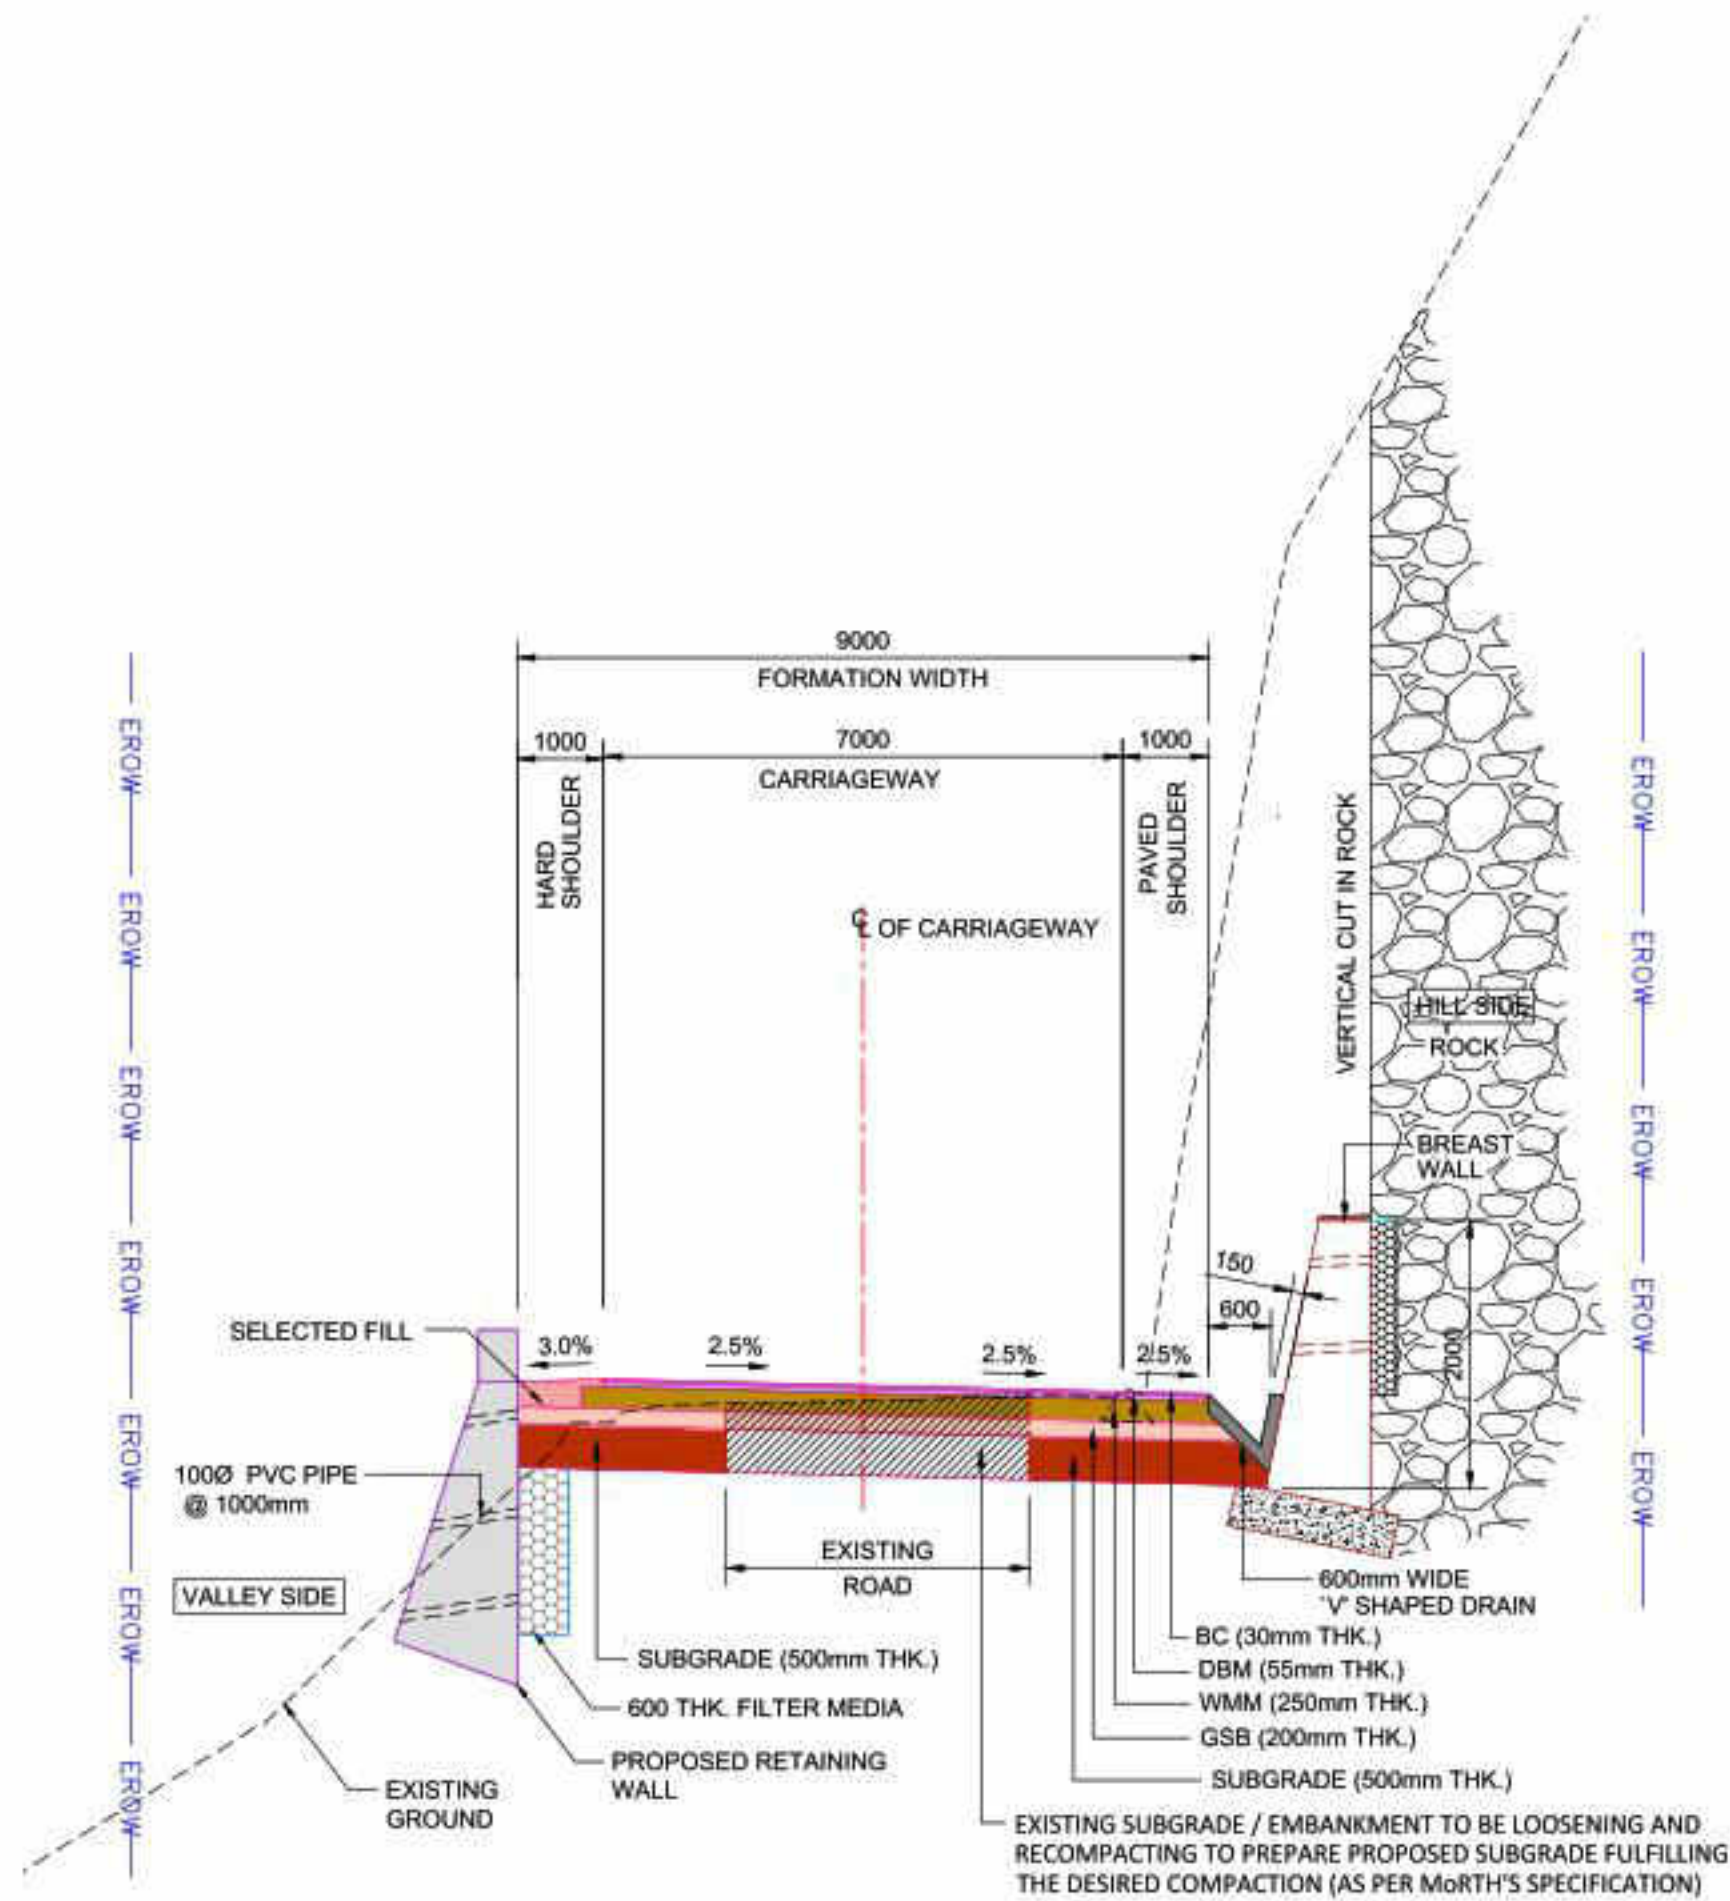 9000
FORMATION WIDTH
1000
7000
1000
CARRIAGEWAY
HARD
SHOULDER
PAVED
SHOULDER
℄ OF CARRIAGEWAY
VERTICAL CUT IN ROCK
HILL SIDE
ROCK
BREAST
WALL
150
600
2000
SELECTED FILL
3.0%
2.5%
2.5%
2.5%
100Ø PVC PIPE
@ 1000mm
VALLEY SIDE
EXISTING
ROAD
600mm WIDE
'V' SHAPED DRAIN
BC (30mm THK.)
DBM (55mm THK.)
WMM (250mm THK.)
GSB (200mm THK.)
SUBGRADE (500mm THK.)
SUBGRADE (500mm THK.)
600 THK. FILTER MEDIA
PROPOSED RETAINING
WALL
EXISTING
GROUND
EXISTING SUBGRADE / EMBANKMENT TO BE LOOSENING AND
RECOMPACTING TO PREPARE PROPOSED SUBGRADE FULFILLING
THE DESIRED COMPACTION (AS PER MoRTH'S SPECIFICATION)
EROW
EROW
EROW
EROW
EROW
EROW
EROW
EROW
EROW
EROW
EROW
EROW